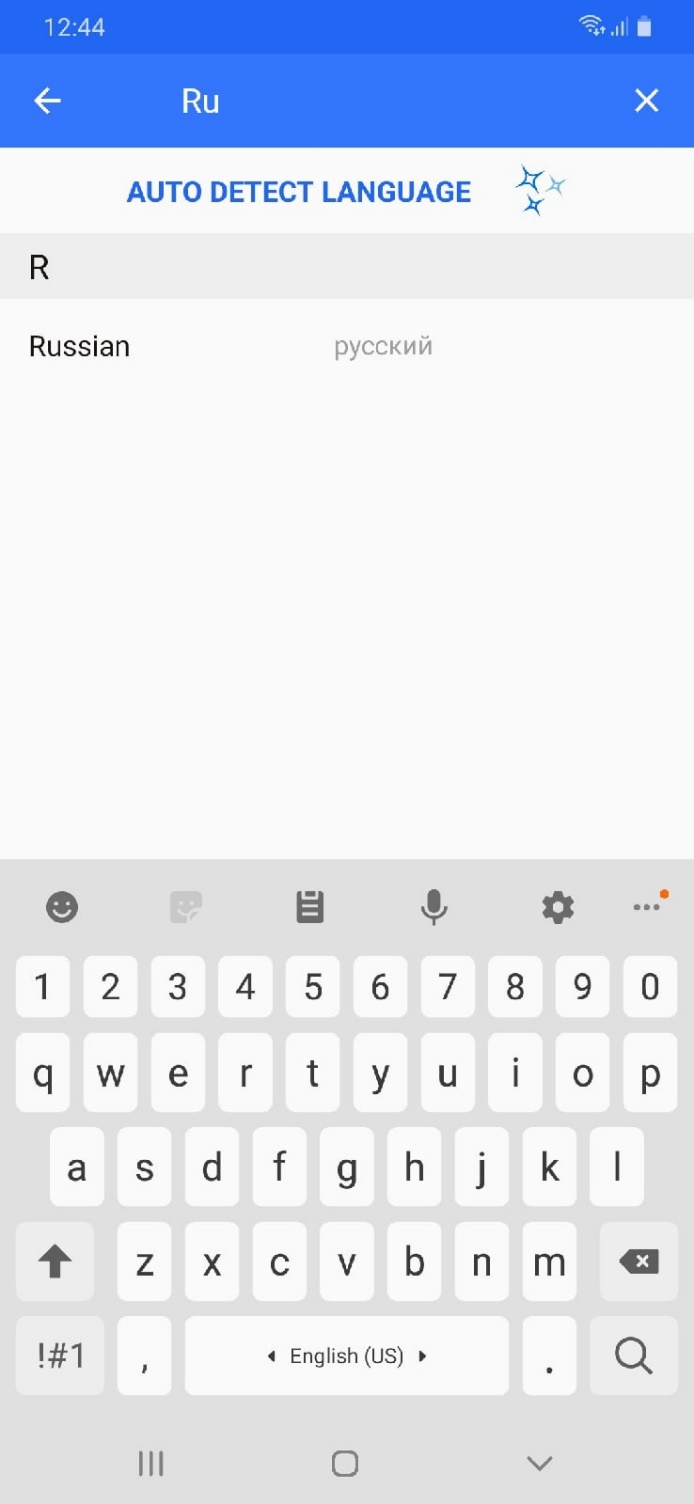 12:44
Ru
AUTO DETECT LANGUAGE
R
Russian русский
1 2 3 4 5 6 7 8 9 0
q w e r t y u i o p
a s d f g h j k l
z x c v b n m
!#1 , English (US) .